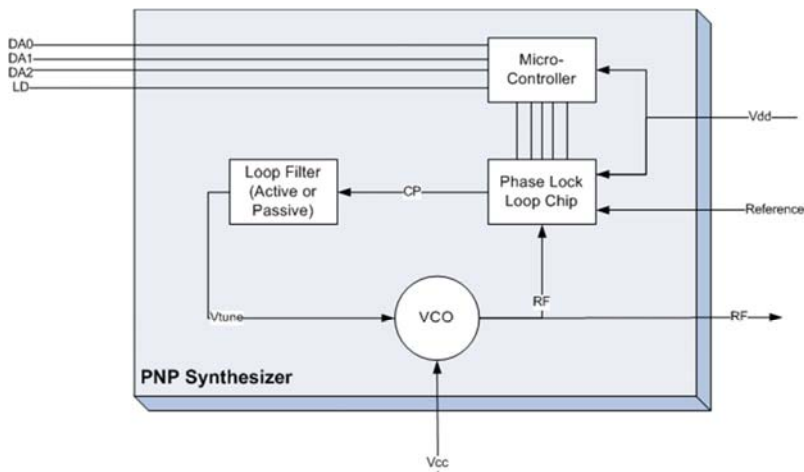 DA0
DA1
DA2
LD
Micro-
Controller
Vdd
Loop Filter
(Active or
Passive)
CP
Phase Lock
Loop Chip
Reference
RF
Vtune
VCO
RF
PNP Synthesizer
Vcc